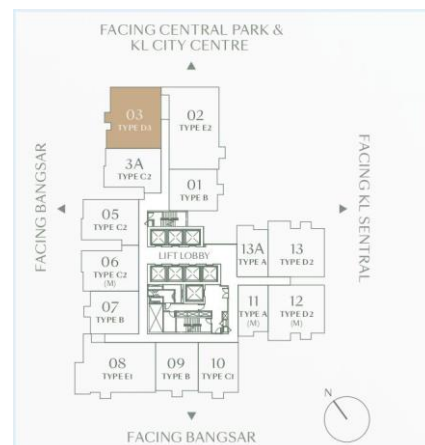 FACING CENTRAL PARK &
KL CITY CENTRE
03
TYPE D3
02
TYPE E2
3A
TYPE C2
01
TYPE B
FACING BANGSAR
FACING KL SENTRAL
05
TYPE C2
LIFT LOBBY
13A
TYPE A
13
TYPE D2
06
TYPE C2
(M)
07
TYPE B
11
TYPE A
(M)
12
TYPE D2
(M)
08
TYPE E1
09
TYPE B
10
TYPE C1
N
FACING BANGSAR